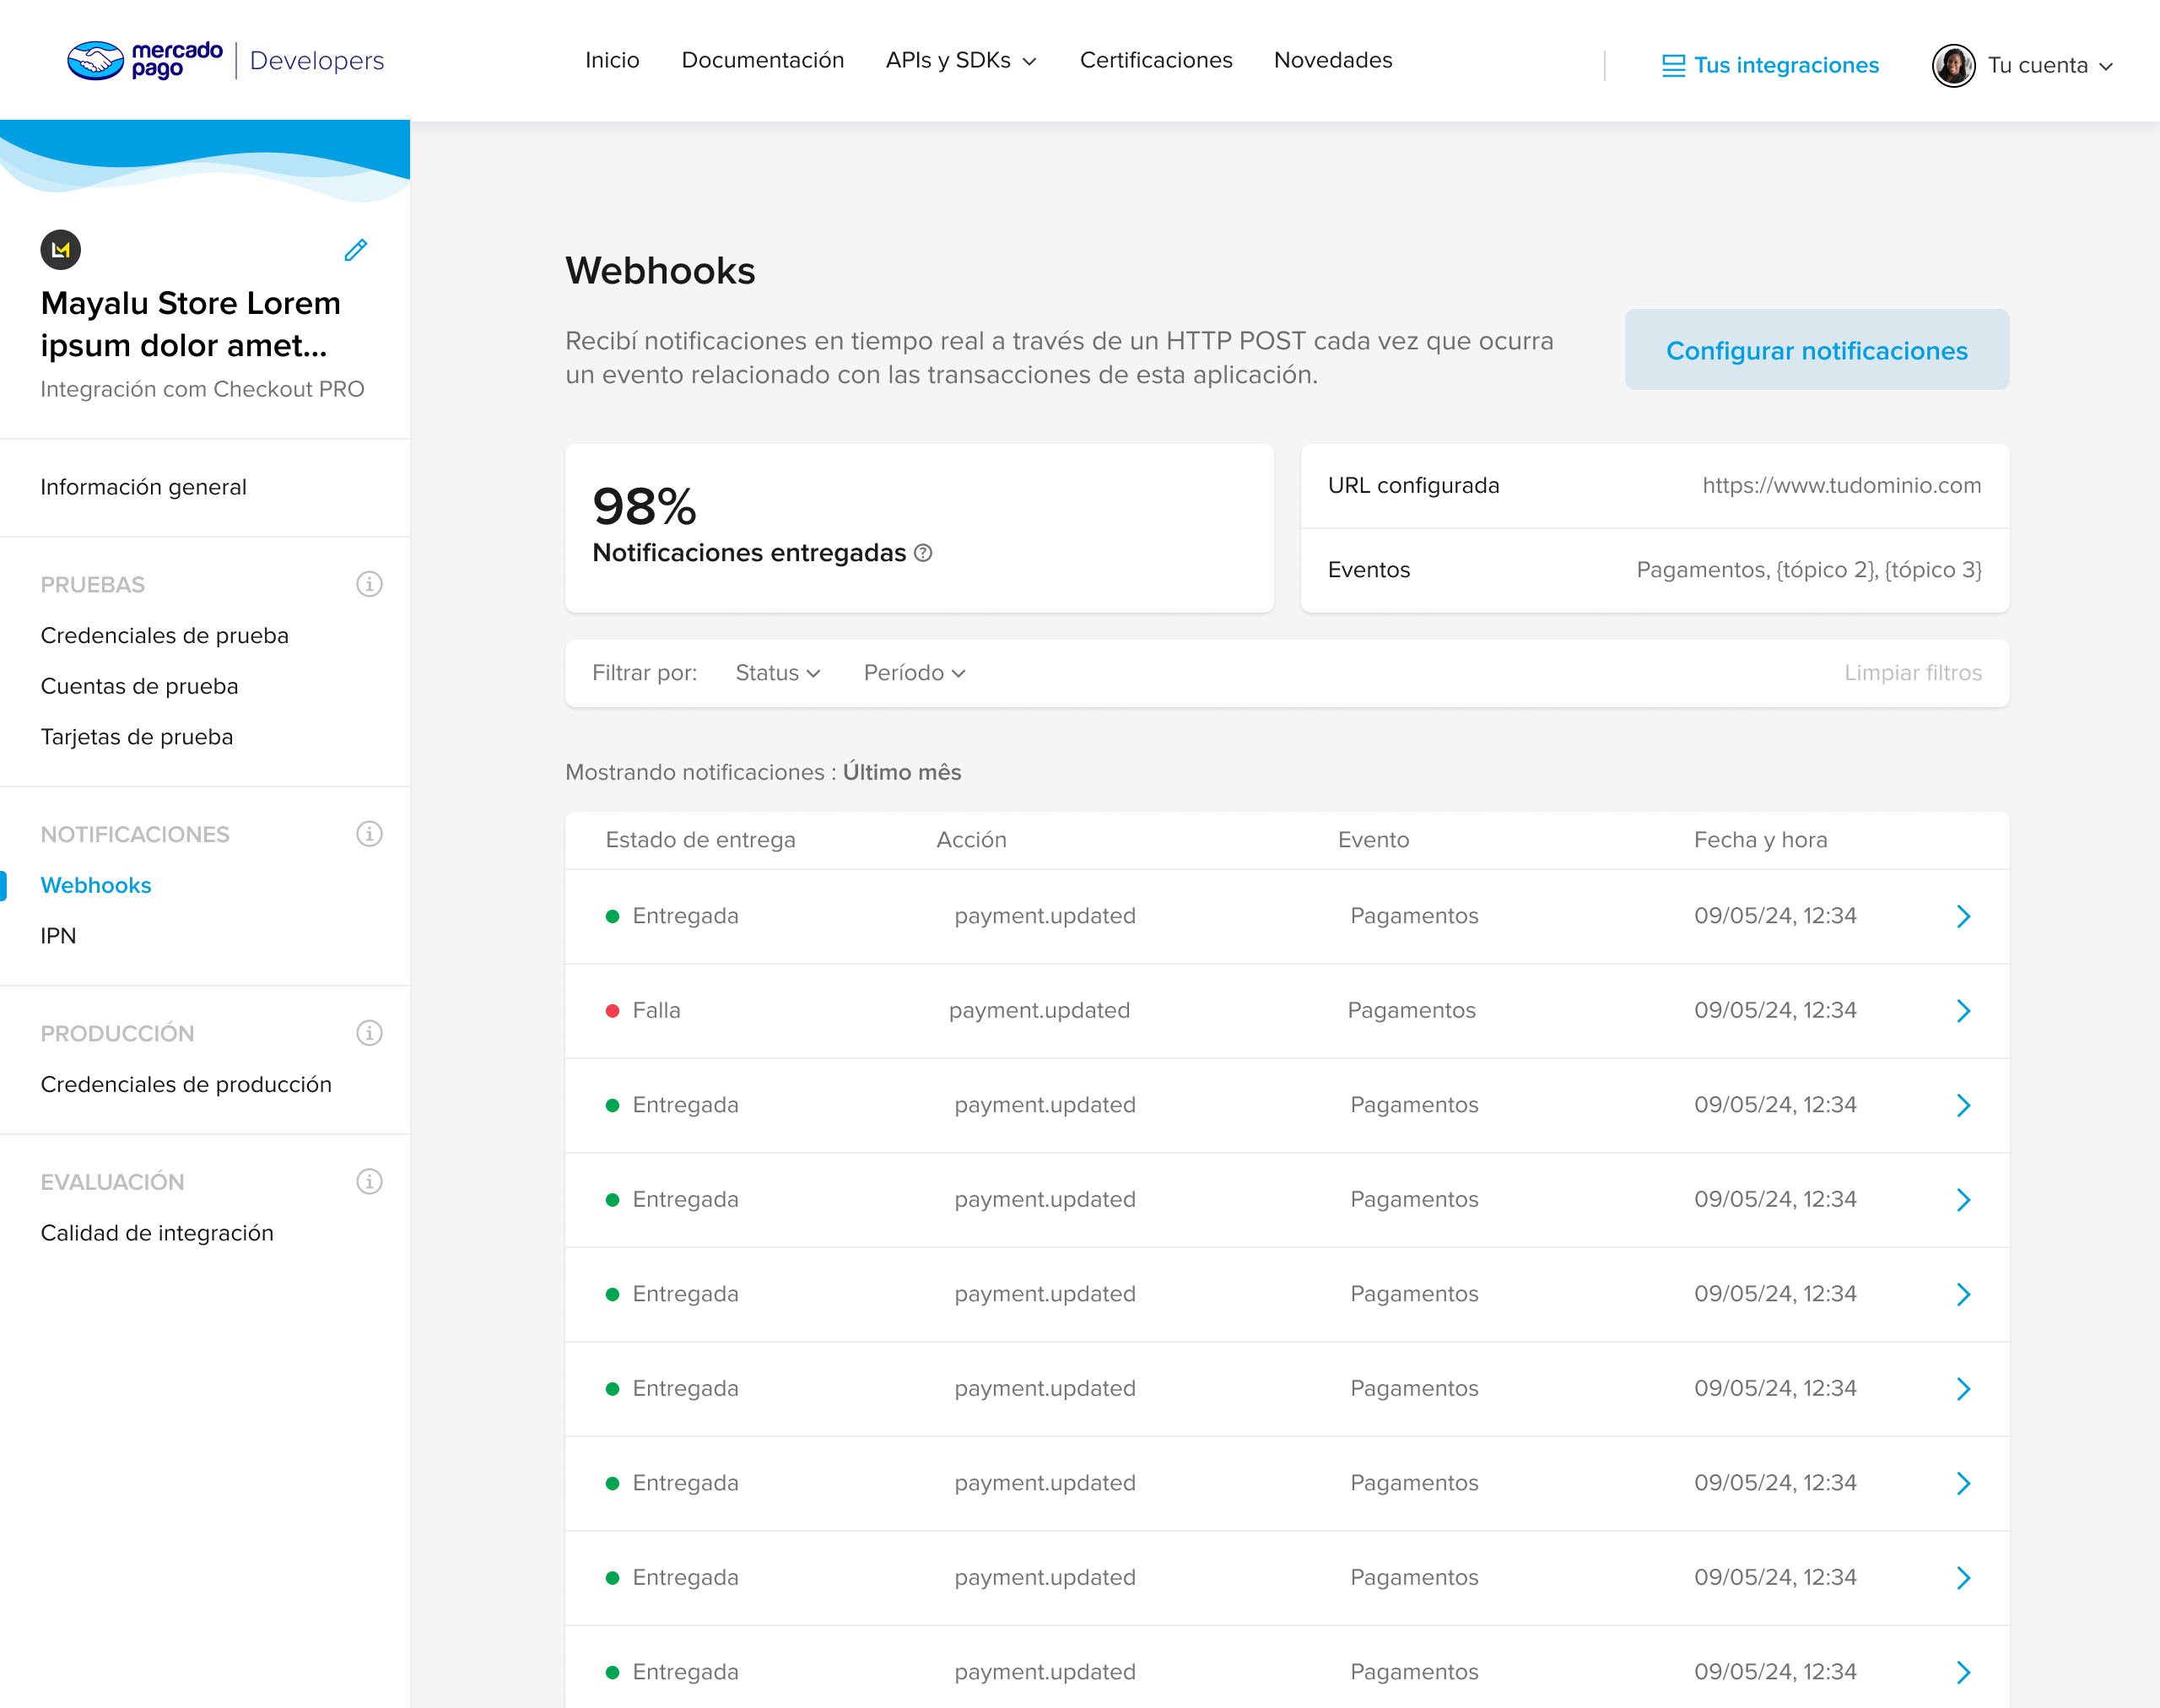 mercado
pago
Developers
Inicio
Documentación
APIs y SDKs
Certificaciones
Novedades
Tus integraciones
Tu cuenta
Mayalu Store Lorem
ipsum dolor amet...
Integración com Checkout PRO
Información general
PRUEBAS
Credenciales de prueba
Cuentas de prueba
Tarjetas de prueba
NOTIFICACIONES
Webhooks
IPN
PRODUCCIÓN
Credenciales de producción
EVALUACIÓN
Calidad de integración
Webhooks
Recibí notificaciones en tiempo real a través de un HTTP POST cada vez que ocurra
un evento relacionado con las transacciones de esta aplicación.
Configurar notificaciones
98%
Notificaciones entregadas
URL configurada https://www.tudominio.com
Eventos Pagamentos, {tópico 2}, {tópico 3}
Filtrar por: Status Período Limpiar filtros
Mostrando notificaciones : Último mês
Estado de entrega Acción Evento Fecha y hora
Entregada payment.updated Pagamentos 09/05/24, 12:34
Falla payment.updated Pagamentos 09/05/24, 12:34
Entregada payment.updated Pagamentos 09/05/24, 12:34
Entregada payment.updated Pagamentos 09/05/24, 12:34
Entregada payment.updated Pagamentos 09/05/24, 12:34
Entregada payment.updated Pagamentos 09/05/24, 12:34
Entregada payment.updated Pagamentos 09/05/24, 12:34
Entregada payment.updated Pagamentos 09/05/24, 12:34
Entregada payment.updated Pagamentos 09/05/24, 12:34